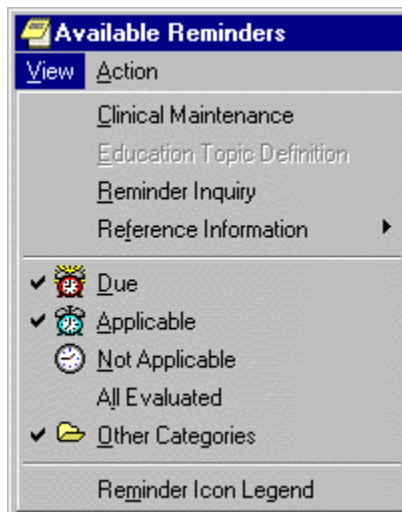 Available Reminders
View Action
Clinical Maintenance
Education Topic Definition
Reminder Inquiry
Reference Information
Due
Applicable
Not Applicable
All Evaluated
Other Categories
Reminder Icon Legend